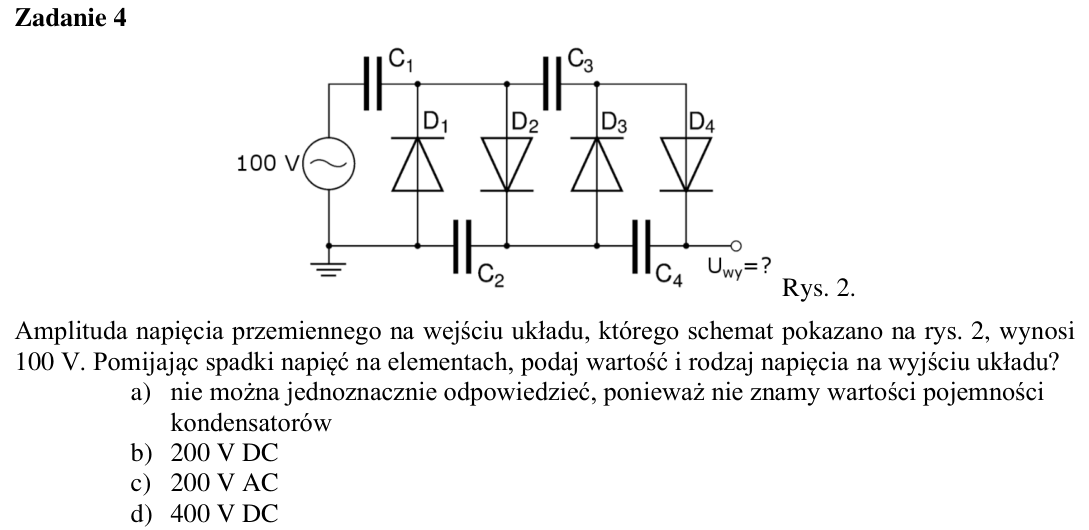 Zadanie 4
C1
C3
D1
D2
D3
D4
100 V
C2
C4
Uwy=?
Rys. 2.
Amplituda napięcia przemiennego na wejściu układu, którego schemat pokazano na rys. 2, wynosi
100 V. Pomijając spadki napięć na elementach, podaj wartość i rodzaj napięcia na wyjściu układu?
a) nie można jednoznacznie odpowiedzieć, ponieważ nie znamy wartości pojemności
kondensatorów
b) 200 V DC
c) 200 V AC
d) 400 V DC